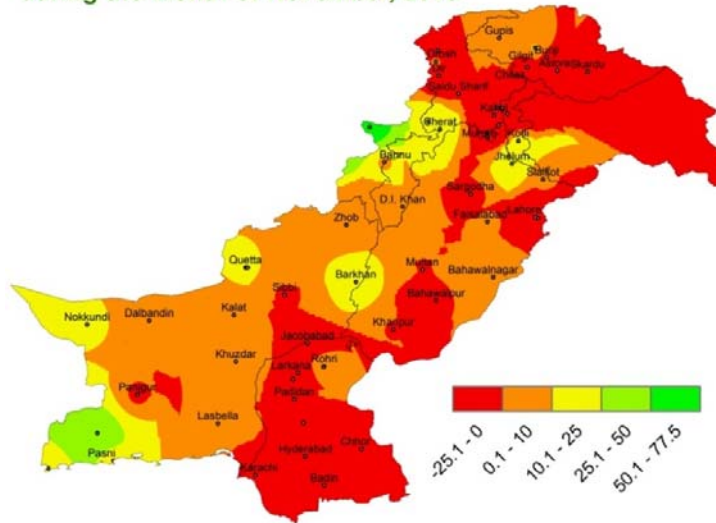 Gupis
Drosh
Dir
Gilgit
Bunji
Chilas
Astore
Skardu
Saidu Sharif
Kakul
Cherat
Murree
Kotli
Bannu
Jhelum
Sialkot
Sargodha
D.I. Khan
Faisalabad
Lahore
Zhob
Quetta
Multan
Bahawalnagar
Barkhan
Sibbi
Bahawalpur
Nokkundi
Dalbandin
Kalat
Khanpur
Jacobabad
Khuzdar
Rohri
Larkana
Panjgur
Padidan
Lasbella
Pasni
Hyderabad
Chhor
Karachi
Badin
-25.1 - 0
0.1 - 10
10.1 - 25
25.1 - 50
50.1 - 77.5